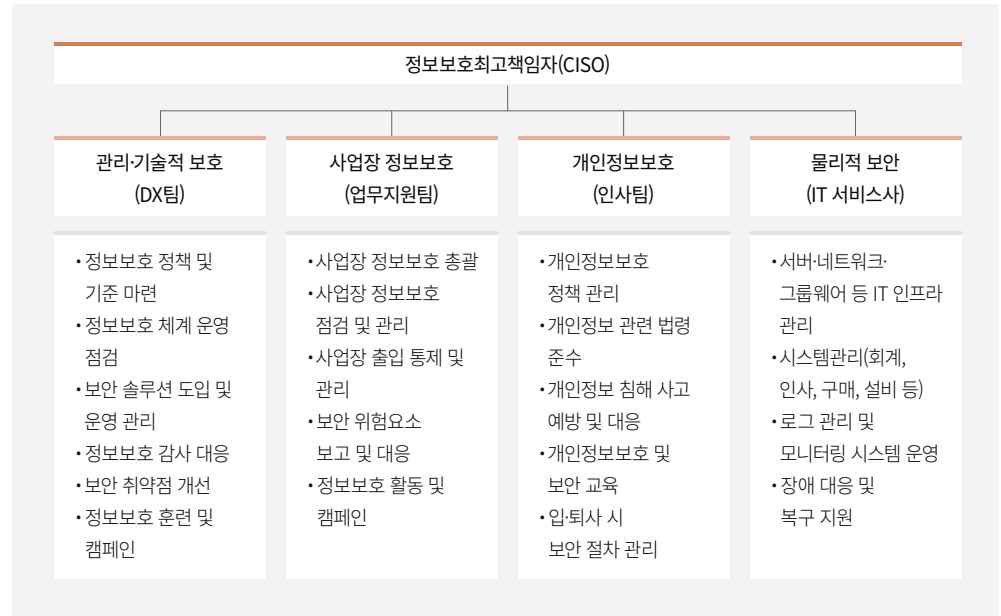 정보보호최고책임자(CISO)
관리·기술적 보호
(DX팀)
• 정보보호 정책 및
기준 마련
• 정보보호 체계 운영
점검
• 보안 솔루션 도입 및
운영 관리
• 정보보호 감사 대응
• 보안 취약점 개선
• 정보보호 훈련 및
캠페인
사업장 정보보호
(업무지원팀)
• 사업장 정보보호 총괄
• 사업장 정보보호
점검 및 관리
• 사업장 출입 통제 및
관리
• 보안 위험요소
보고 및 대응
• 정보보호 활동 및
캠페인
개인정보보호
(인사팀)
• 개인정보보호
정책 관리
• 개인정보 관련 법령
준수
• 개인정보 침해 사고
예방 및 대응
• 개인정보보호 및
보안 교육
• 입·퇴사 시
보안 절차 관리
물리적 보안
(IT 서비스사)
• 서버·네트워크·
그룹웨어 등 IT 인프라
관리
• 시스템관리(회계,
인사, 구매, 설비 등)
• 로그 관리 및
모니터링 시스템 운영
• 장애 대응 및
복구 지원